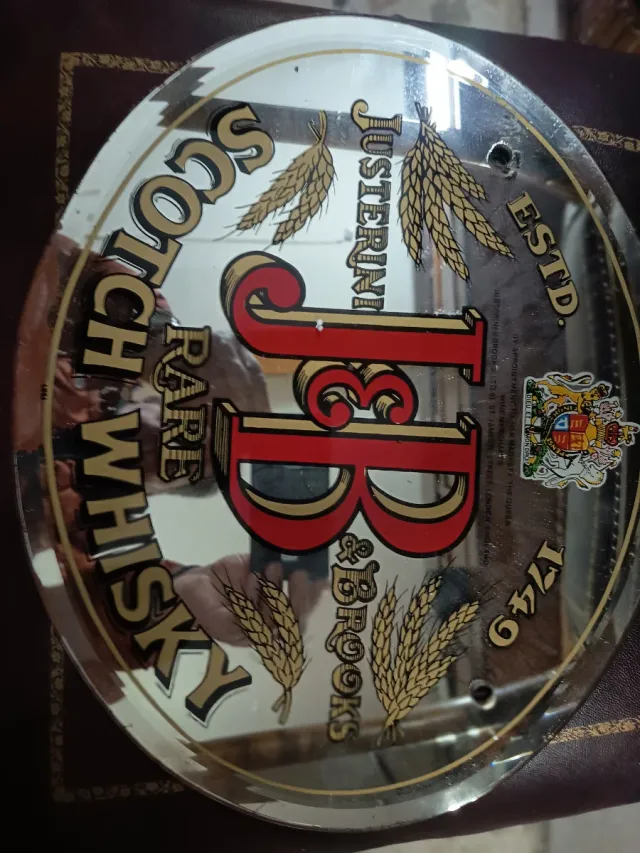 ESTD. 1749
JUSTERINI & BROOKS
J&B
RARE
SCOTCH WHISKY